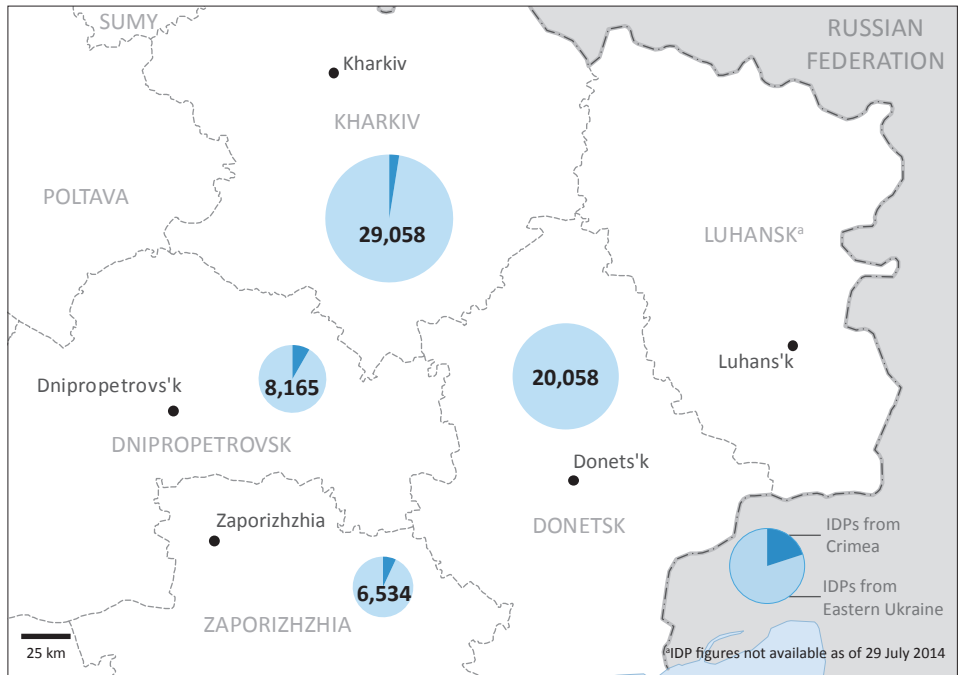 SUMY
RUSSIAN
FEDERATION
Kharkiv
KHARKIV
POLTAVA
29,058
LUHANSKᵃ
Luhans'k
20,058
8,165
Dnipropetrovs'k
DNIPROPETROVSK
Donets'k
DONETSK
Zaporizhzhia
6,534
ZAPORIZHZHIA
IDPs from
Crimea
IDPs from
Eastern Ukraine
25 km
ᵃIDP figures not available as of 29 July 2014